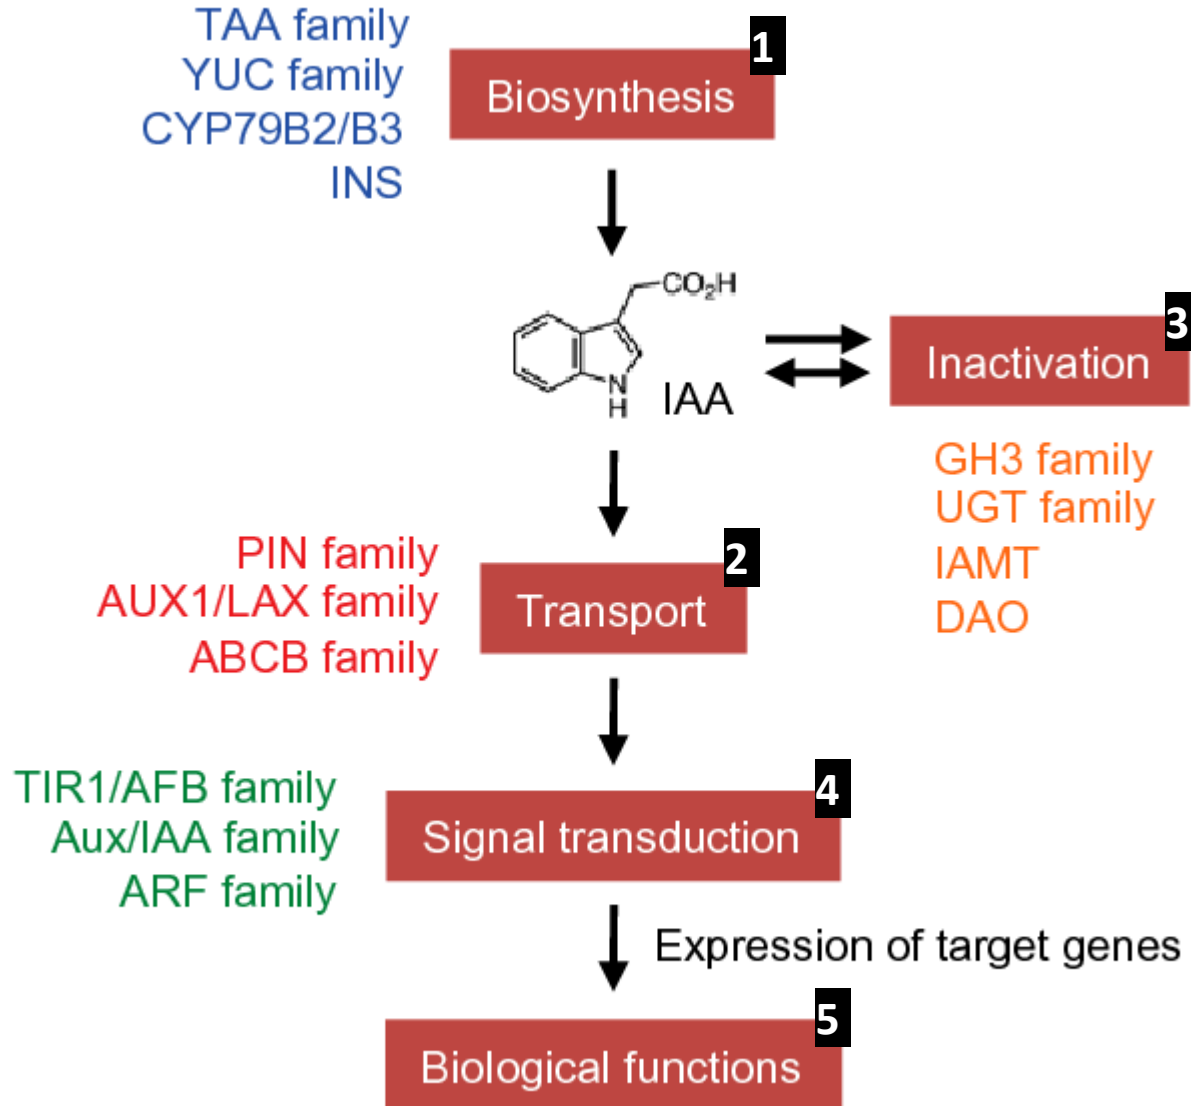 TAA family
YUC family
CYP79B2/B3
INS
1
Biosynthesis
CO₂H
N
H
IAA
3
Inactivation
GH3 family
UGT family
IAMT
DAO
PIN family
AUX1/LAX family
ABCB family
2
Transport
TIR1/AFB family
Aux/IAA family
ARF family
4
Signal transduction
Expression of target genes
5
Biological functions